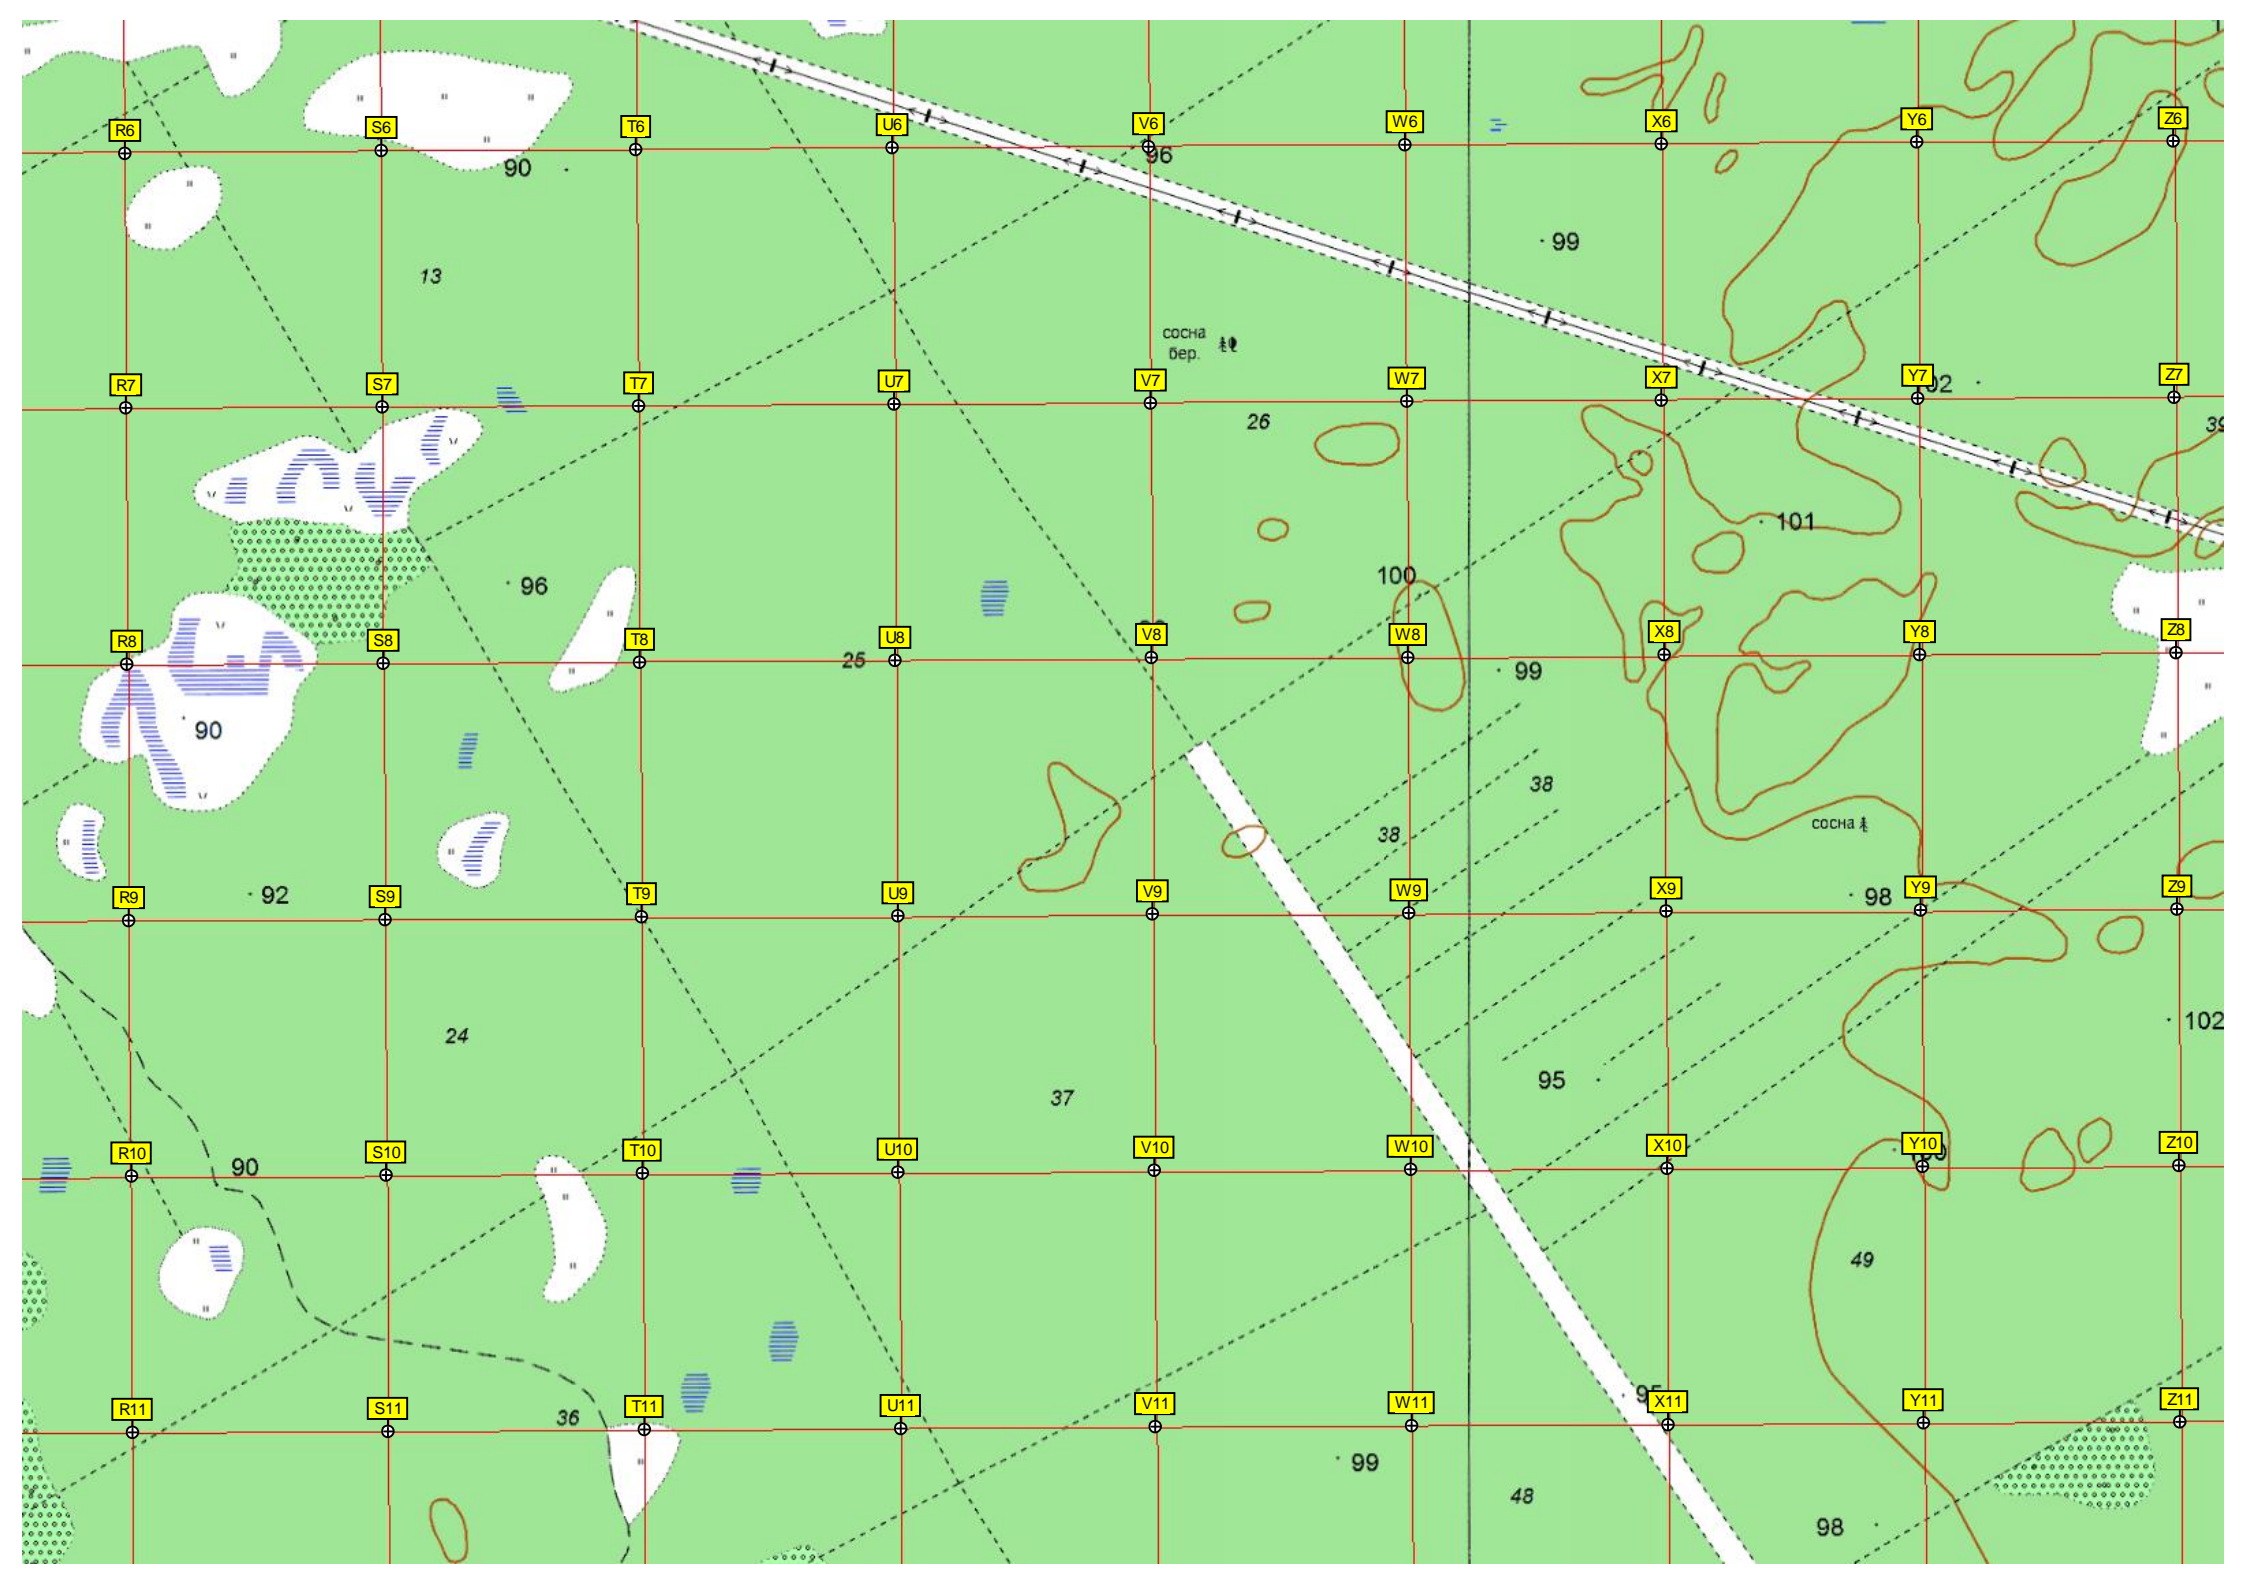 R6 S6 T6 U6 V6 W6 X6 Y6 Z6
90 96
13 99
сосна
бер.
R7 S7 T7 U7 V7 W7 X7 Y7 Z7
26 39
101
96 100
R8 S8 T8 U8 V8 W8 X8 Y8 Z8
25 99
90
38
38 сосна
92 98
R9 S9 T9 U9 V9 W9 X9 Y9 Z9
24 102
37 95
R10 S10 T10 U10 V10 W10 X10 Y10 Z10
90
49
R11 S11 T11 U11 V11 W11 X11 Y11 Z11
36 95
99
48
98